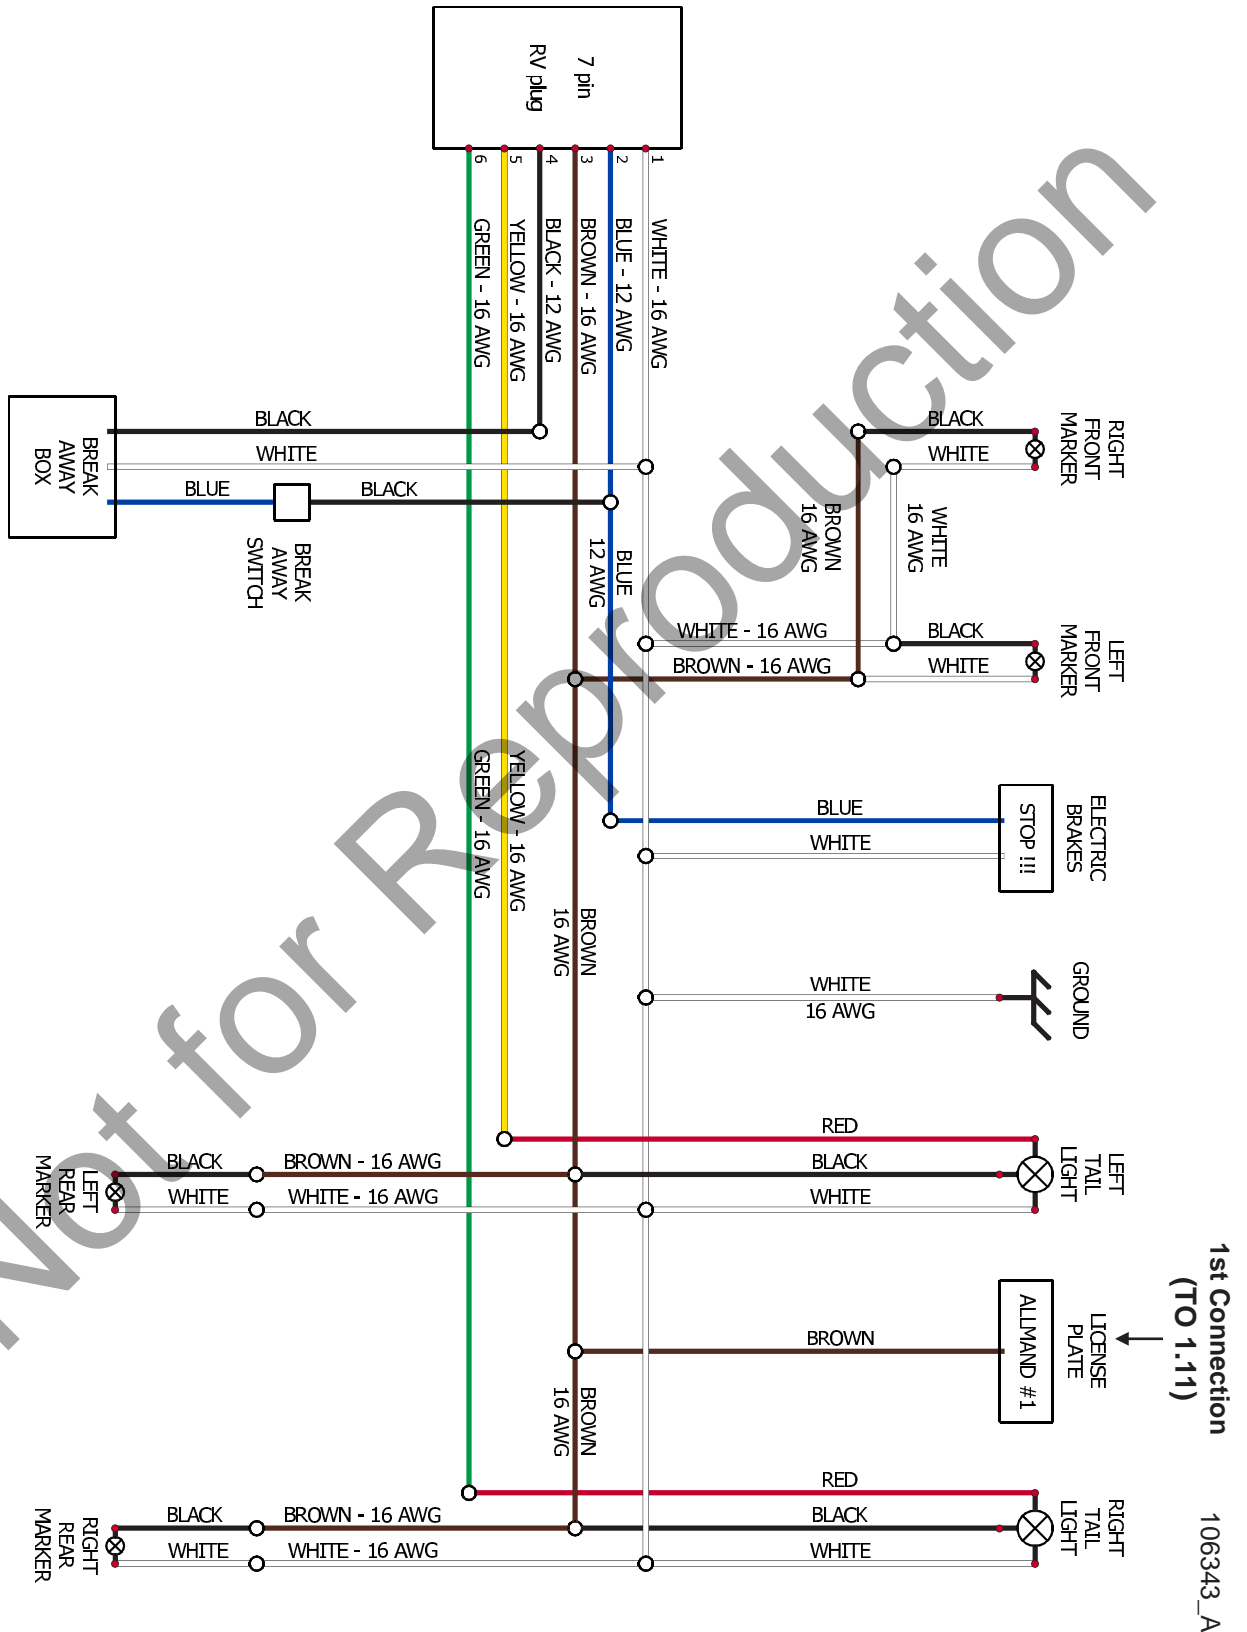 7 pin
RV plug
1
2
3
4
5
6
WHITE - 16 AWG
BLUE - 12 AWG
BROWN - 16 AWG
BLACK - 12 AWG
YELLOW - 16 AWG
GREEN - 16 AWG
BLACK
WHITE
BLUE
BLACK
BREAK
AWAY
BOX
BREAK
AWAY
SWITCH
BLUE
12 AWG
BLACK
WHITE
RIGHT
FRONT
MARKER
BROWN
16 AWG
WHITE
16 AWG
WHITE - 16 AWG
BROWN - 16 AWG
BLACK
WHITE
LEFT
FRONT
MARKER
YELLOW - 16 AWG
GREEN - 16 AWG
BLUE
WHITE
STOP !!!
ELECTRIC
BRAKES
BROWN
16 AWG
WHITE
16 AWG
GROUND
RED
BLACK
WHITE
LEFT
TAIL
LIGHT
BLACK
BROWN - 16 AWG
WHITE
WHITE - 16 AWG
LEFT
REAR
MARKER
BROWN
ALLMAND #1
LICENSE
PLATE
1st Connection
(TO 1.11)
BROWN
16 AWG
RED
BLACK
WHITE
RIGHT
TAIL
LIGHT
BLACK
BROWN - 16 AWG
WHITE
WHITE - 16 AWG
RIGHT
REAR
MARKER
106343_A
Not for Reproduction